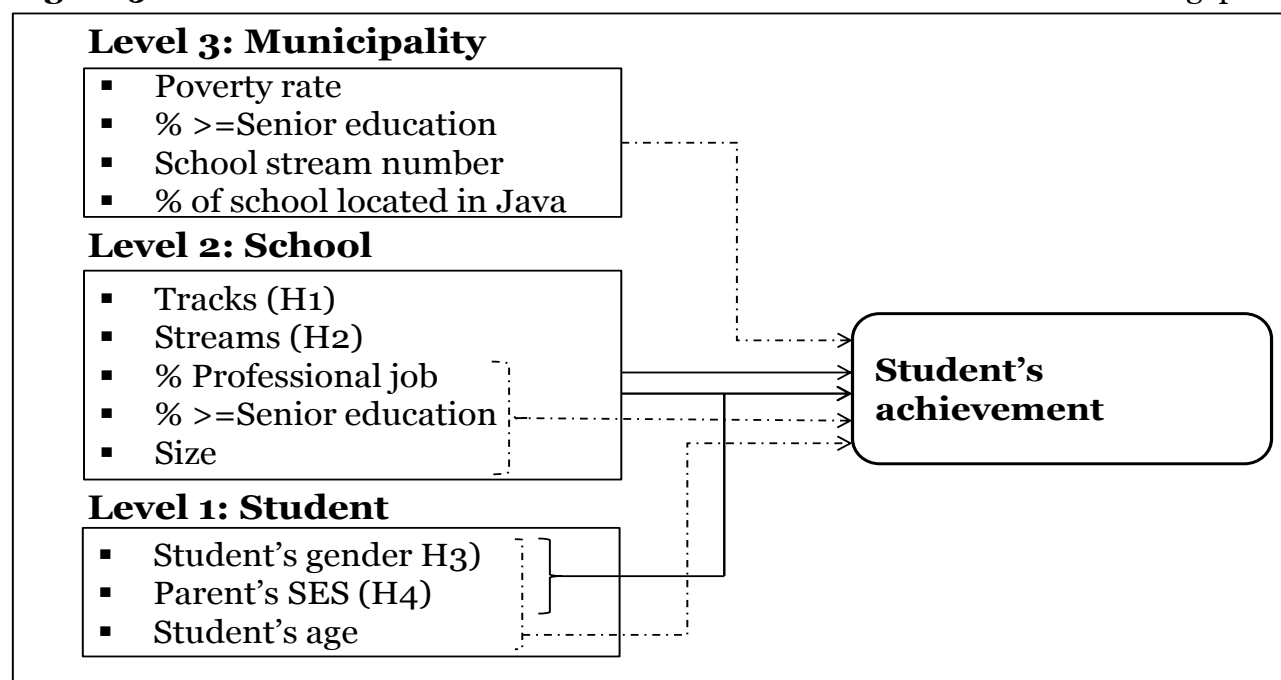 Level 3: Municipality
▪ Poverty rate
▪ % >=Senior education
▪ School stream number
▪ % of school located in Java
Level 2: School
▪ Tracks (H1)
▪ Streams (H2)
▪ % Professional job
▪ % >=Senior education
▪ Size
Student’s
achievement
Level 1: Student
▪ Student’s gender H3)
▪ Parent’s SES (H4)
▪ Student’s age